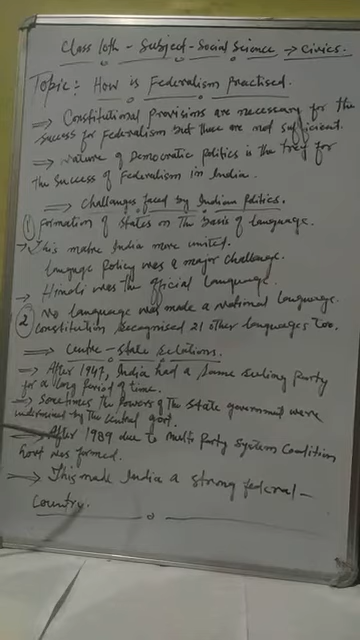 Class 10th - Subject - Social Science → Civics
Topic: How is Federalism Practised.
⇒ Constitutional Provisions are necessary for the
success for Federalism but these are not sufficient.
⇒ Nature of Democratic Politics is the key for
the success of Federalism in India.
⇒ Challanges faced by Indian Politics.
① Formation of States on The Basis of Language.
→ This make India more united.
Languge Policy was a major challange.
→ Hindi was the official Language.
No Language was made a National Language.
② Constitution Recognised 21 other languages Too.
⇒ Centre - State Relations.
⇒ After 1947, India had a Same Ruling Party
for a long Period of time.
⇒ Sometimes the Powers of The State government were
undermined by The Central govt.
→ After 1989 due to Multi Party System Coalition
Govt was formed.
⇒ This made India a strong federal -
Country.